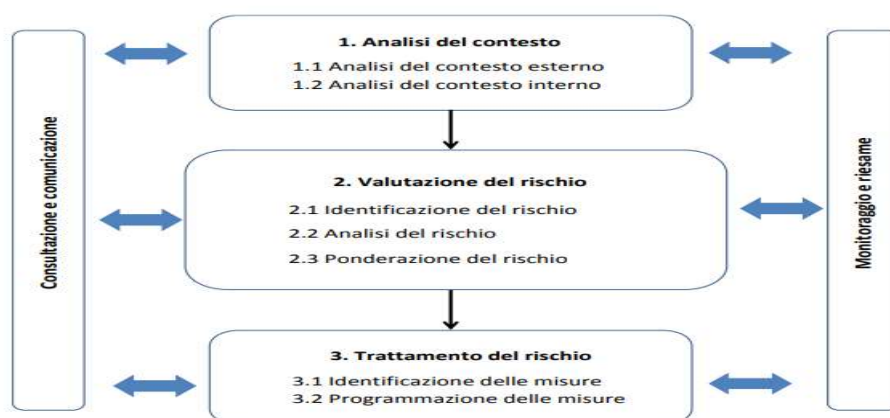 Consultazione e comunicazione
1. Analisi del contesto
1.1 Analisi del contesto esterno
1.2 Analisi del contesto interno
2. Valutazione del rischio
2.1 Identificazione del rischio
2.2 Analisi del rischio
2.3 Ponderazione del rischio
3. Trattamento del rischio
3.1 Identificazione delle misure
3.2 Programmazione delle misure
Monitoraggio e riesame